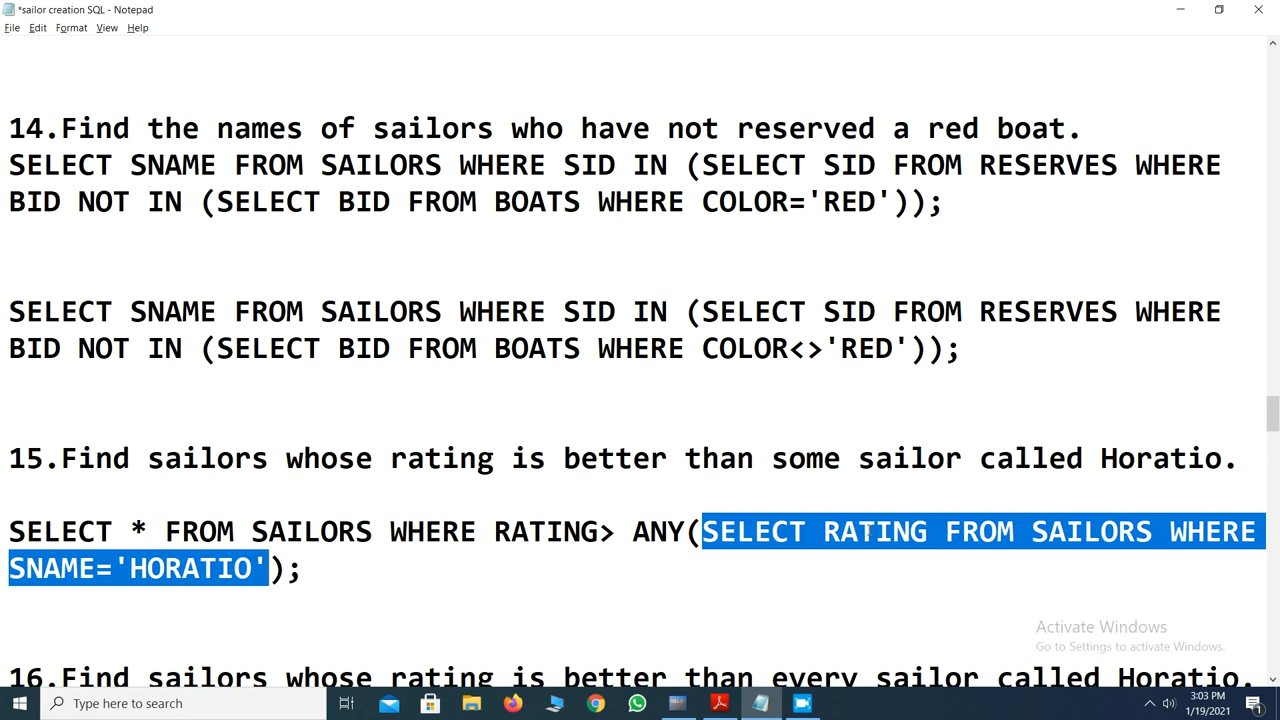 *sailor creation SQL - Notepad
File Edit Format View Help
14.Find the names of sailors who have not reserved a red boat.
SELECT SNAME FROM SAILORS WHERE SID IN (SELECT SID FROM RESERVES WHERE
BID NOT IN (SELECT BID FROM BOATS WHERE COLOR='RED'));
SELECT SNAME FROM SAILORS WHERE SID IN (SELECT SID FROM RESERVES WHERE
BID NOT IN (SELECT BID FROM BOATS WHERE COLOR<>'RED'));
15.Find sailors whose rating is better than some sailor called Horatio.
SELECT * FROM SAILORS WHERE RATING> ANY(SELECT RATING FROM SAILORS WHERE
SNAME='HORATIO');
Activate Windows
Go to Settings to activate Windows.
16.Find sailors whose rating is better than every sailor called Horatio.
Type here to search
3:03 PM
1/19/2021
1